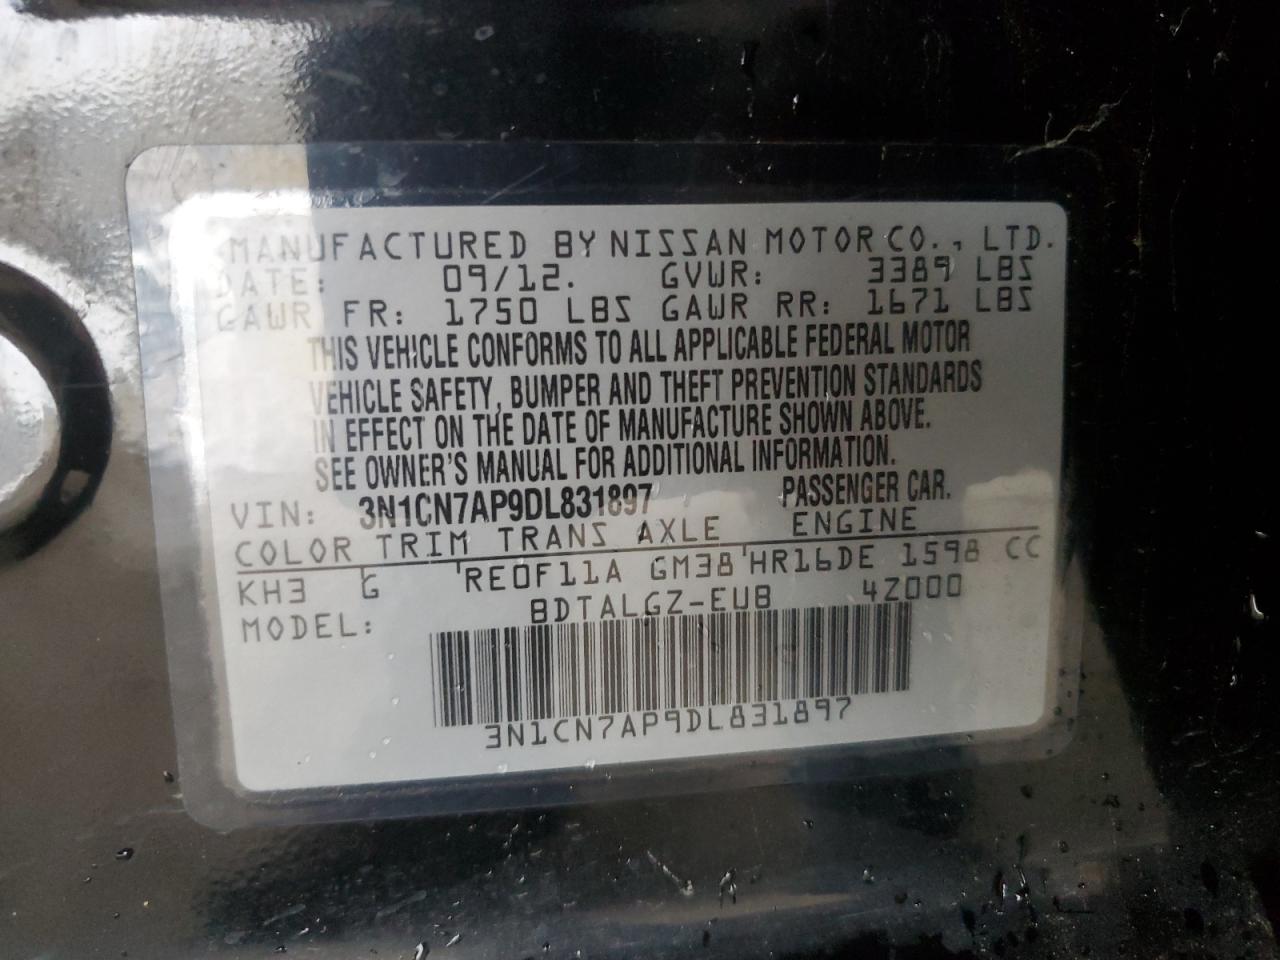 MANUFACTURED BY NISSAN MOTOR CO., LTD.
DATE: 09/12. GVWR: 3389 LBS
GAWR FR: 1750 LBS GAWR RR: 1671 LBS
THIS VEHICLE CONFORMS TO ALL APPLICABLE FEDERAL MOTOR
VEHICLE SAFETY, BUMPER AND THEFT PREVENTION STANDARDS
IN EFFECT ON THE DATE OF MANUFACTURE SHOWN ABOVE.
SEE OWNER'S MANUAL FOR ADDITIONAL INFORMATION.
VIN: 3N1CN7AP9DL831897 PASSENGER CAR.
COLOR TRIM TRANS AXLE ENGINE
KH3 G RE0F11A GM38 HR16DE 1598 CC
MODEL: BDTALGZ-EUB 4Z000
3N1CN7AP9DL831897